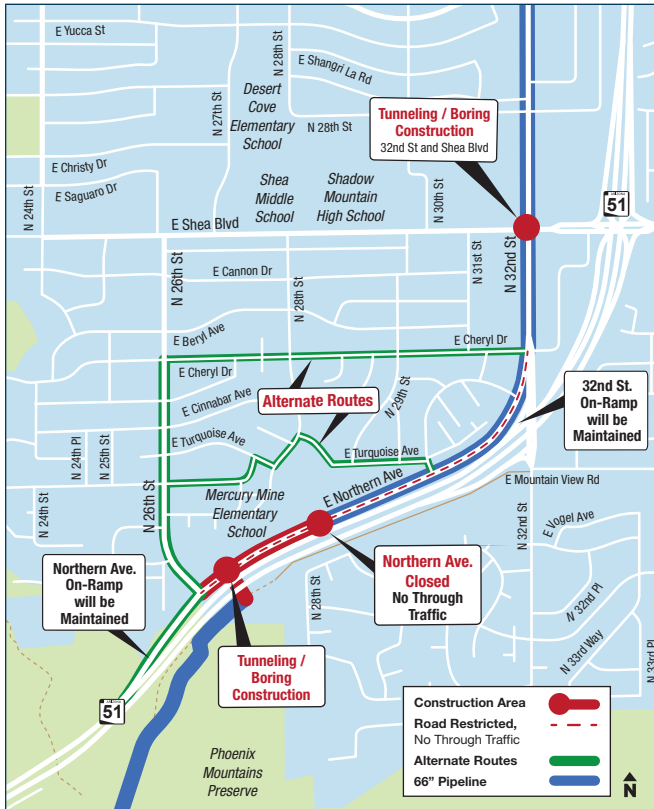 E Yucca St
N 28th St
E Shangri La Rd
N 27th St
Desert
Cove
Elementary
School
N 28th St
Tunneling / Boring
Construction
32nd St and Shea Blvd
E Christy Dr
E Saguaro Dr
N 24th St
Shea
Middle
School
Shadow
Mountain
High School
N 30th St
ARIZONA
51
E Shea Blvd
N 26th St
E Cannon Dr
N 28th St
N 31st St
N 32nd St
E Beryl Ave
E Cheryl Dr
E Cheryl Dr
Alternate Routes
N 29th St
32nd St.
On-Ramp
will be
Maintained
E Cinnabar Ave
E Turquoise Ave
E Turquoise Ave
N 24th Pl
N 25th St
E Northern Ave
E Mountain View Rd
N 24th St
N 26th St
Mercury Mine
Elementary
School
N 32nd St
E Vogel Ave
Northern Ave.
On-Ramp
will be
Maintained
Northern Ave.
Closed
No Through
Traffic
N 28th St
N 32nd Pl
N 33rd Way
N 33rd Pl
Tunneling /
Boring
Construction
ARIZONA
51
Phoenix
Mountains
Preserve
Construction Area
Road Restricted,
No Through Traffic
Alternate Routes
66” Pipeline
N